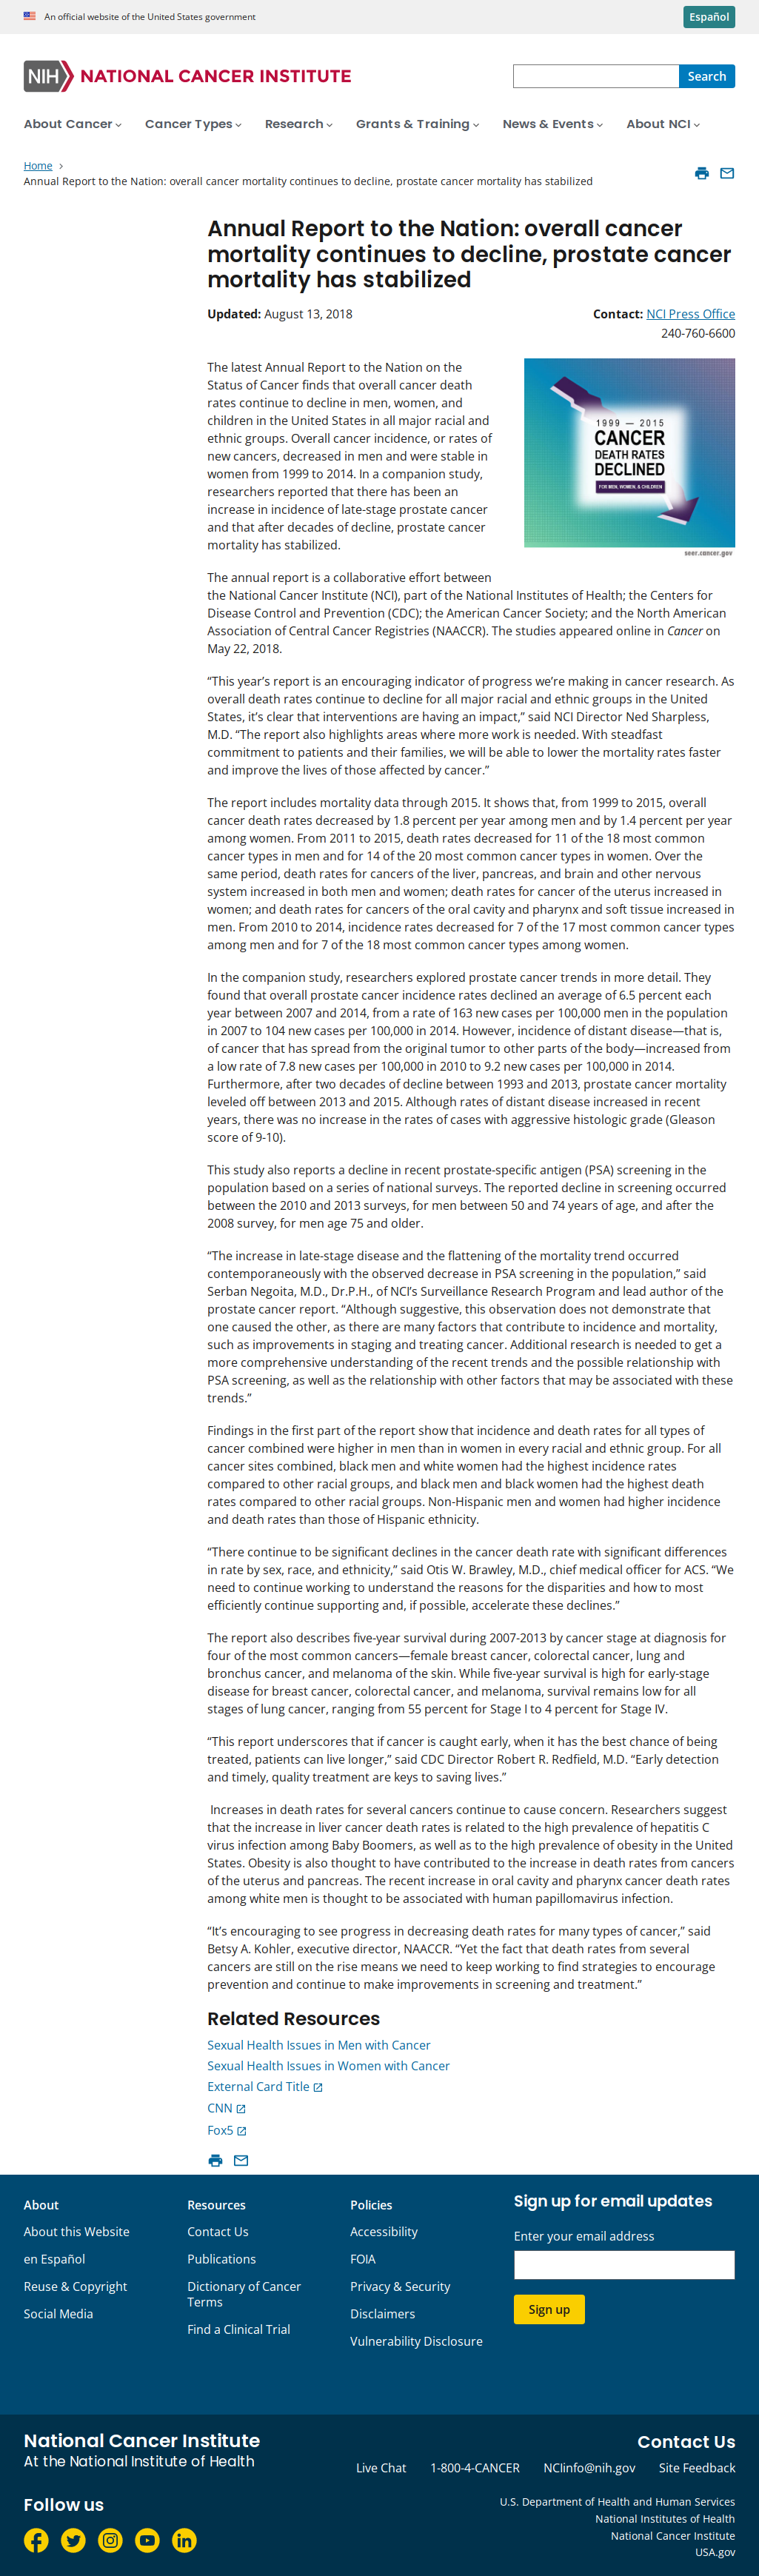 An official website of the United States government
Español
NIH NATIONAL CANCER INSTITUTE
Search
About Cancer
Cancer Types
Research
Grants & Training
News & Events
About NCI
Home
Annual Report to the Nation: overall cancer mortality continues to decline, prostate cancer mortality has stabilized
Annual Report to the Nation: overall cancer
mortality continues to decline, prostate cancer
mortality has stabilized
Updated: August 13, 2018
Contact: NCI Press Office
240-760-6600
The latest Annual Report to the Nation on the
Status of Cancer finds that overall cancer death
rates continue to decline in men, women, and
children in the United States in all major racial and
ethnic groups. Overall cancer incidence, or rates of
new cancers, decreased in men and were stable in
women from 1999 to 2014. In a companion study,
researchers reported that there has been an
increase in incidence of late-stage prostate cancer
and that after decades of decline, prostate cancer
mortality has stabilized.
1999 — 2015
CANCER
DEATH RATES
DECLINED
FOR MEN, WOMEN, & CHILDREN
seer.cancer.gov
The annual report is a collaborative effort between
the National Cancer Institute (NCI), part of the National Institutes of Health; the Centers for
Disease Control and Prevention (CDC); the American Cancer Society; and the North American
Association of Central Cancer Registries (NAACCR). The studies appeared online in Cancer on
May 22, 2018.
“This year’s report is an encouraging indicator of progress we’re making in cancer research. As
overall death rates continue to decline for all major racial and ethnic groups in the United
States, it’s clear that interventions are having an impact,” said NCI Director Ned Sharpless,
M.D. “The report also highlights areas where more work is needed. With steadfast
commitment to patients and their families, we will be able to lower the mortality rates faster
and improve the lives of those affected by cancer.”
The report includes mortality data through 2015. It shows that, from 1999 to 2015, overall
cancer death rates decreased by 1.8 percent per year among men and by 1.4 percent per year
among women. From 2011 to 2015, death rates decreased for 11 of the 18 most common
cancer types in men and for 14 of the 20 most common cancer types in women. Over the
same period, death rates for cancers of the liver, pancreas, and brain and other nervous
system increased in both men and women; death rates for cancer of the uterus increased in
women; and death rates for cancers of the oral cavity and pharynx and soft tissue increased in
men. From 2010 to 2014, incidence rates decreased for 7 of the 17 most common cancer types
among men and for 7 of the 18 most common cancer types among women.
In the companion study, researchers explored prostate cancer trends in more detail. They
found that overall prostate cancer incidence rates declined an average of 6.5 percent each
year between 2007 and 2014, from a rate of 163 new cases per 100,000 men in the population
in 2007 to 104 new cases per 100,000 in 2014. However, incidence of distant disease—that is,
of cancer that has spread from the original tumor to other parts of the body—increased from
a low rate of 7.8 new cases per 100,000 in 2010 to 9.2 new cases per 100,000 in 2014.
Furthermore, after two decades of decline between 1993 and 2013, prostate cancer mortality
leveled off between 2013 and 2015. Although rates of distant disease increased in recent
years, there was no increase in the rates of cases with aggressive histologic grade (Gleason
score of 9-10).
This study also reports a decline in recent prostate-specific antigen (PSA) screening in the
population based on a series of national surveys. The reported decline in screening occurred
between the 2010 and 2013 surveys, for men between 50 and 74 years of age, and after the
2008 survey, for men age 75 and older.
“The increase in late-stage disease and the flattening of the mortality trend occurred
contemporaneously with the observed decrease in PSA screening in the population,” said
Serban Negoita, M.D., Dr.P.H., of NCI’s Surveillance Research Program and lead author of the
prostate cancer report. “Although suggestive, this observation does not demonstrate that
one caused the other, as there are many factors that contribute to incidence and mortality,
such as improvements in staging and treating cancer. Additional research is needed to get a
more comprehensive understanding of the recent trends and the possible relationship with
PSA screening, as well as the relationship with other factors that may be associated with these
trends.”
Findings in the first part of the report show that incidence and death rates for all types of
cancer combined were higher in men than in women in every racial and ethnic group. For all
cancer sites combined, black men and white women had the highest incidence rates
compared to other racial groups, and black men and black women had the highest death
rates compared to other racial groups. Non-Hispanic men and women had higher incidence
and death rates than those of Hispanic ethnicity.
“There continue to be significant declines in the cancer death rate with significant differences
in rate by sex, race, and ethnicity,” said Otis W. Brawley, M.D., chief medical officer for ACS. “We
need to continue working to understand the reasons for the disparities and how to most
efficiently continue supporting and, if possible, accelerate these declines.”
The report also describes five-year survival during 2007-2013 by cancer stage at diagnosis for
four of the most common cancers—female breast cancer, colorectal cancer, lung and
bronchus cancer, and melanoma of the skin. While five-year survival is high for early-stage
disease for breast cancer, colorectal cancer, and melanoma, survival remains low for all
stages of lung cancer, ranging from 55 percent for Stage I to 4 percent for Stage IV.
“This report underscores that if cancer is caught early, when it has the best chance of being
treated, patients can live longer,” said CDC Director Robert R. Redfield, M.D. “Early detection
and timely, quality treatment are keys to saving lives.”
Increases in death rates for several cancers continue to cause concern. Researchers suggest
that the increase in liver cancer death rates is related to the high prevalence of hepatitis C
virus infection among Baby Boomers, as well as to the high prevalence of obesity in the United
States. Obesity is also thought to have contributed to the increase in death rates from cancers
of the uterus and pancreas. The recent increase in oral cavity and pharynx cancer death rates
among white men is thought to be associated with human papillomavirus infection.
“It’s encouraging to see progress in decreasing death rates for many types of cancer,” said
Betsy A. Kohler, executive director, NAACCR. “Yet the fact that death rates from several
cancers are still on the rise means we need to keep working to find strategies to encourage
prevention and continue to make improvements in screening and treatment.”
Related Resources
Sexual Health Issues in Men with Cancer
Sexual Health Issues in Women with Cancer
External Card Title
CNN
Fox5
About
About this Website
en Español
Reuse & Copyright
Social Media
Resources
Contact Us
Publications
Dictionary of Cancer
Terms
Find a Clinical Trial
Policies
Accessibility
FOIA
Privacy & Security
Disclaimers
Vulnerability Disclosure
Sign up for email updates
Enter your email address
Sign up
National Cancer Institute
At the National Institute of Health
Contact Us
Live Chat
1-800-4-CANCER
NCIinfo@nih.gov
Site Feedback
Follow us
U.S. Department of Health and Human Services
National Institutes of Health
National Cancer Institute
USA.gov